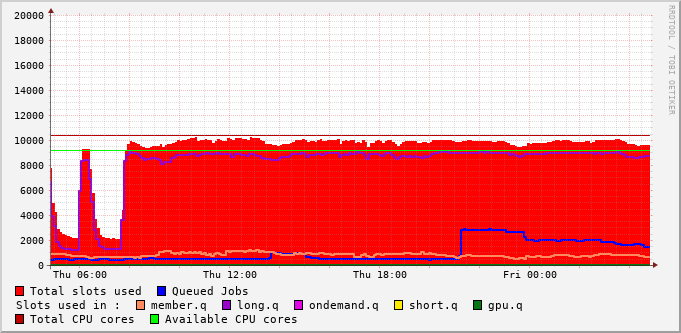 20000
18000
16000
14000
12000
10000
8000
6000
4000
2000
0
Thu 06:00 Thu 12:00 Thu 18:00 Fri 00:00
Total slots used Queued Jobs
Slots used in : member.q long.q ondemand.q short.q gpu.q
Total CPU cores Available CPU cores
RRDTOOL / TOBI OETIKER